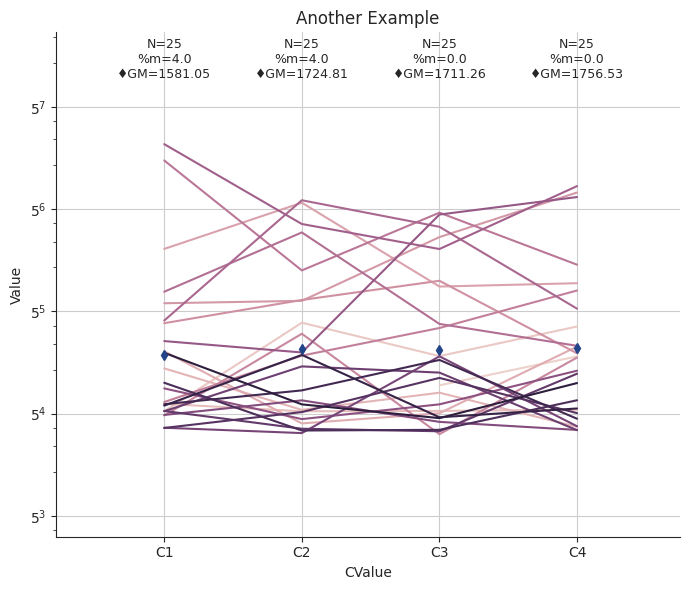 Another Example
N=25 N=25 N=25 N=25
%m=4.0 %m=4.0 %m=0.0 %m=0.0
♦GM=1581.05 ♦GM=1724.81 ♦GM=1711.26 ♦GM=1756.53
5⁷
5⁶
5⁵
5⁴
5³
Value
C1 C2 C3 C4
CValue